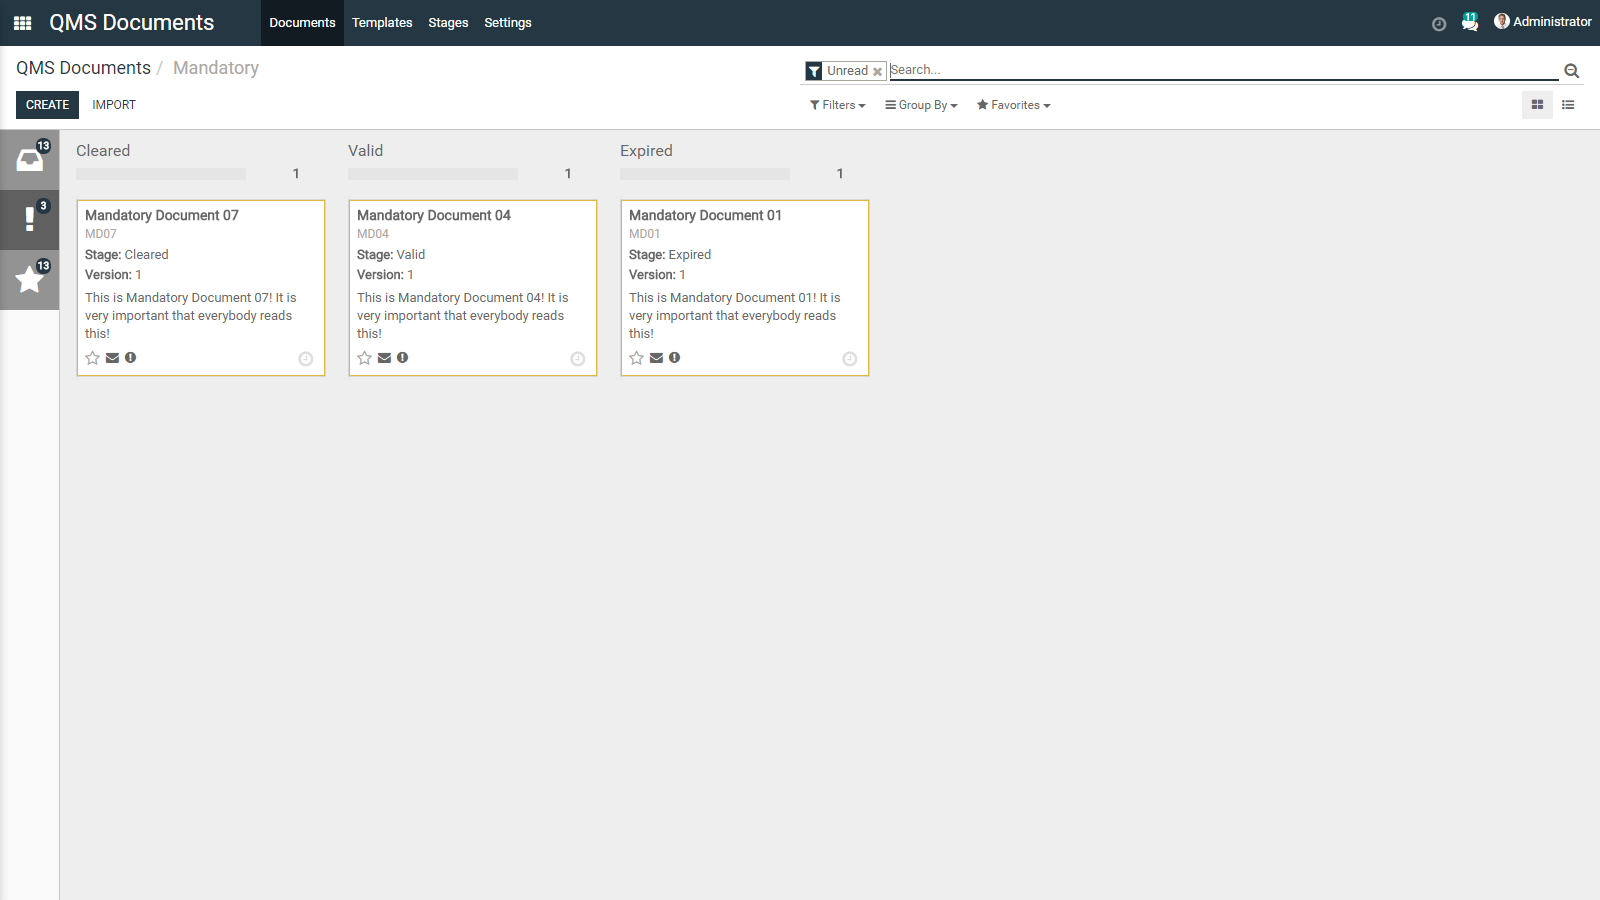 QMS Documents Documents Templates Stages Settings 11 Administrator
QMS Documents / Mandatory
Unread Search...
CREATE IMPORT Filters Group By Favorites
13
3
13
Cleared Valid Expired
1 1 1
Mandatory Document 07
MD07
Stage: Cleared
Version: 1
This is Mandatory Document 07! It is
very important that everybody reads
this!
Mandatory Document 04
MD04
Stage: Valid
Version: 1
This is Mandatory Document 04! It is
very important that everybody reads
this!
Mandatory Document 01
MD01
Stage: Expired
Version: 1
This is Mandatory Document 01! It is
very important that everybody reads
this!